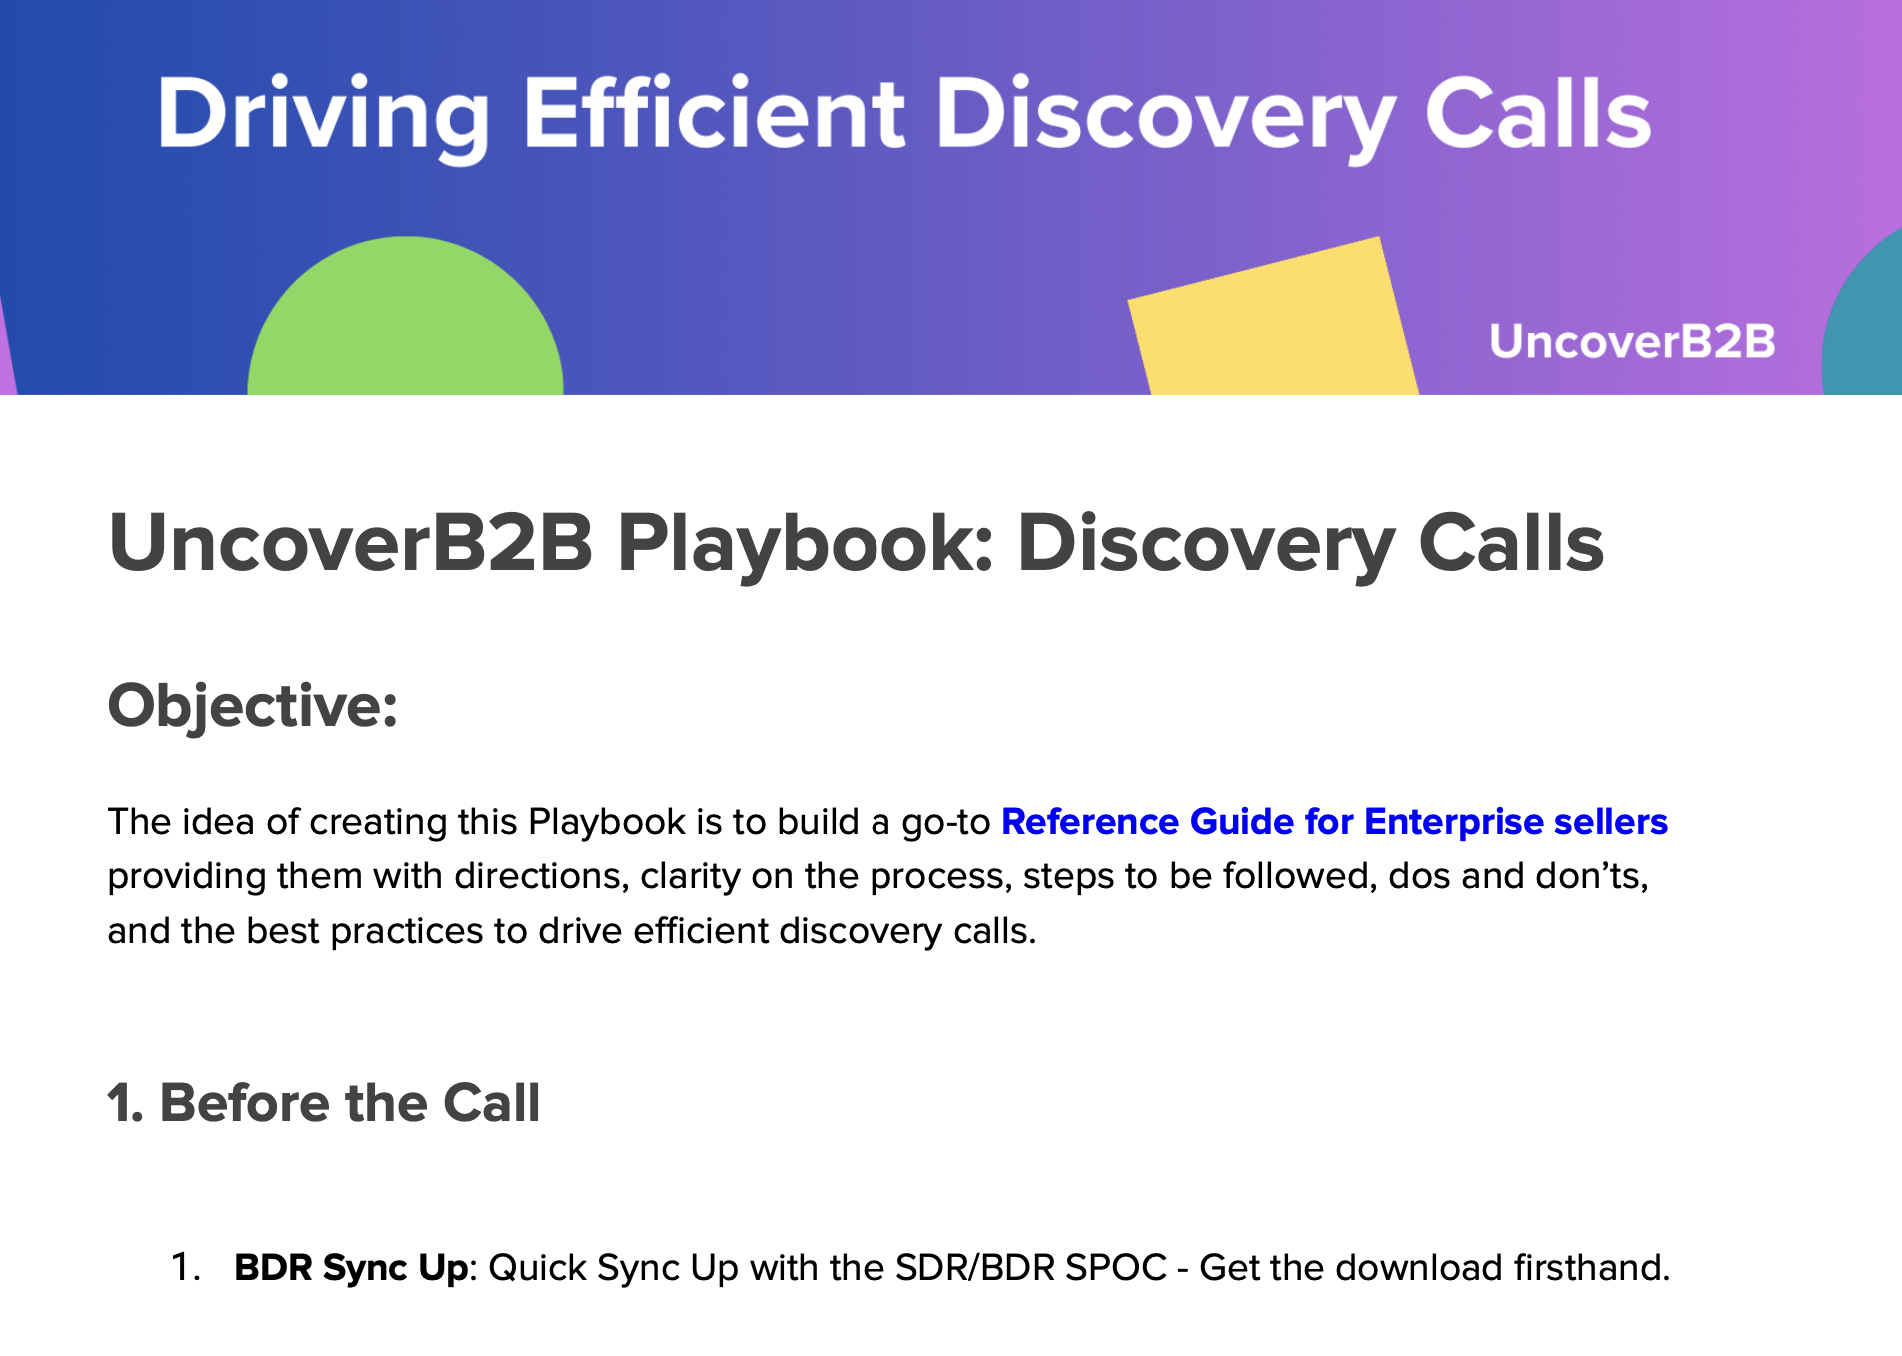 Driving Efficient Discovery Calls
UncoverB2B
UncoverB2B Playbook: Discovery Calls
Objective:
The idea of creating this Playbook is to build a go-to Reference Guide for Enterprise sellers
providing them with directions, clarity on the process, steps to be followed, dos and don’ts,
and the best practices to drive efficient discovery calls.
1. Before the Call
1. BDR Sync Up: Quick Sync Up with the SDR/BDR SPOC - Get the download firsthand.